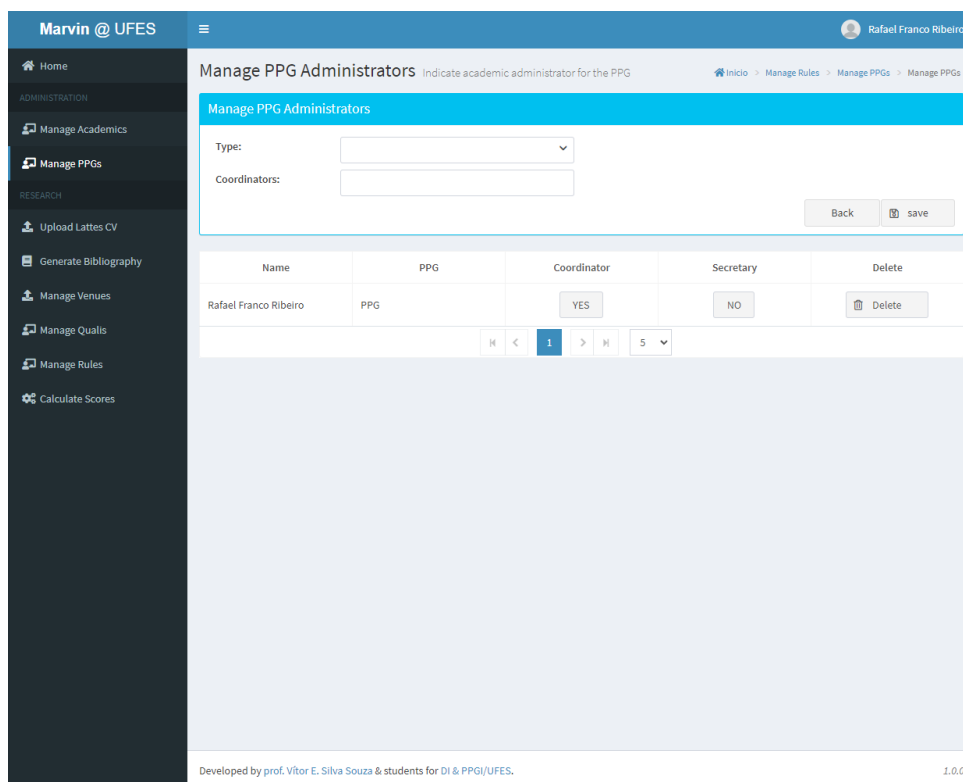 Marvin @ UFES
Rafael Franco Ribeiro
Home
ADMINISTRATION
Manage Academics
Manage PPGs
RESEARCH
Upload Lattes CV
Generate Bibliography
Manage Venues
Manage Qualis
Manage Rules
Calculate Scores
Manage PPG Administrators Indicate academic administrator for the PPG
Inicio > Manage Rules > Manage PPGs > Manage PPGs
Manage PPG Administrators
Type:
Coordinators:
Back save
Name PPG Coordinator Secretary Delete
Rafael Franco Ribeiro PPG YES NO Delete
1 5
Developed by prof. Vítor E. Silva Souza & students for DI & PPGI/UFES. 1.0.0